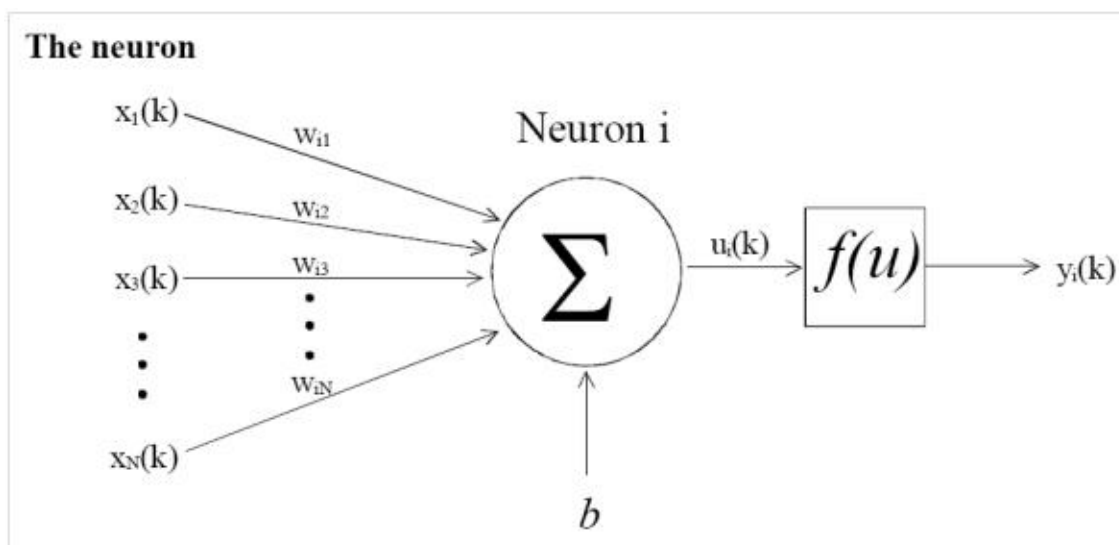 The neuron
x₁(k)
wᵢ₁
Neuron i
x₂(k)
wᵢ₂
x₃(k)
wᵢ₃
Σ
uᵢ(k)
f(u)
yᵢ(k)
wᵢN
xN(k)
b